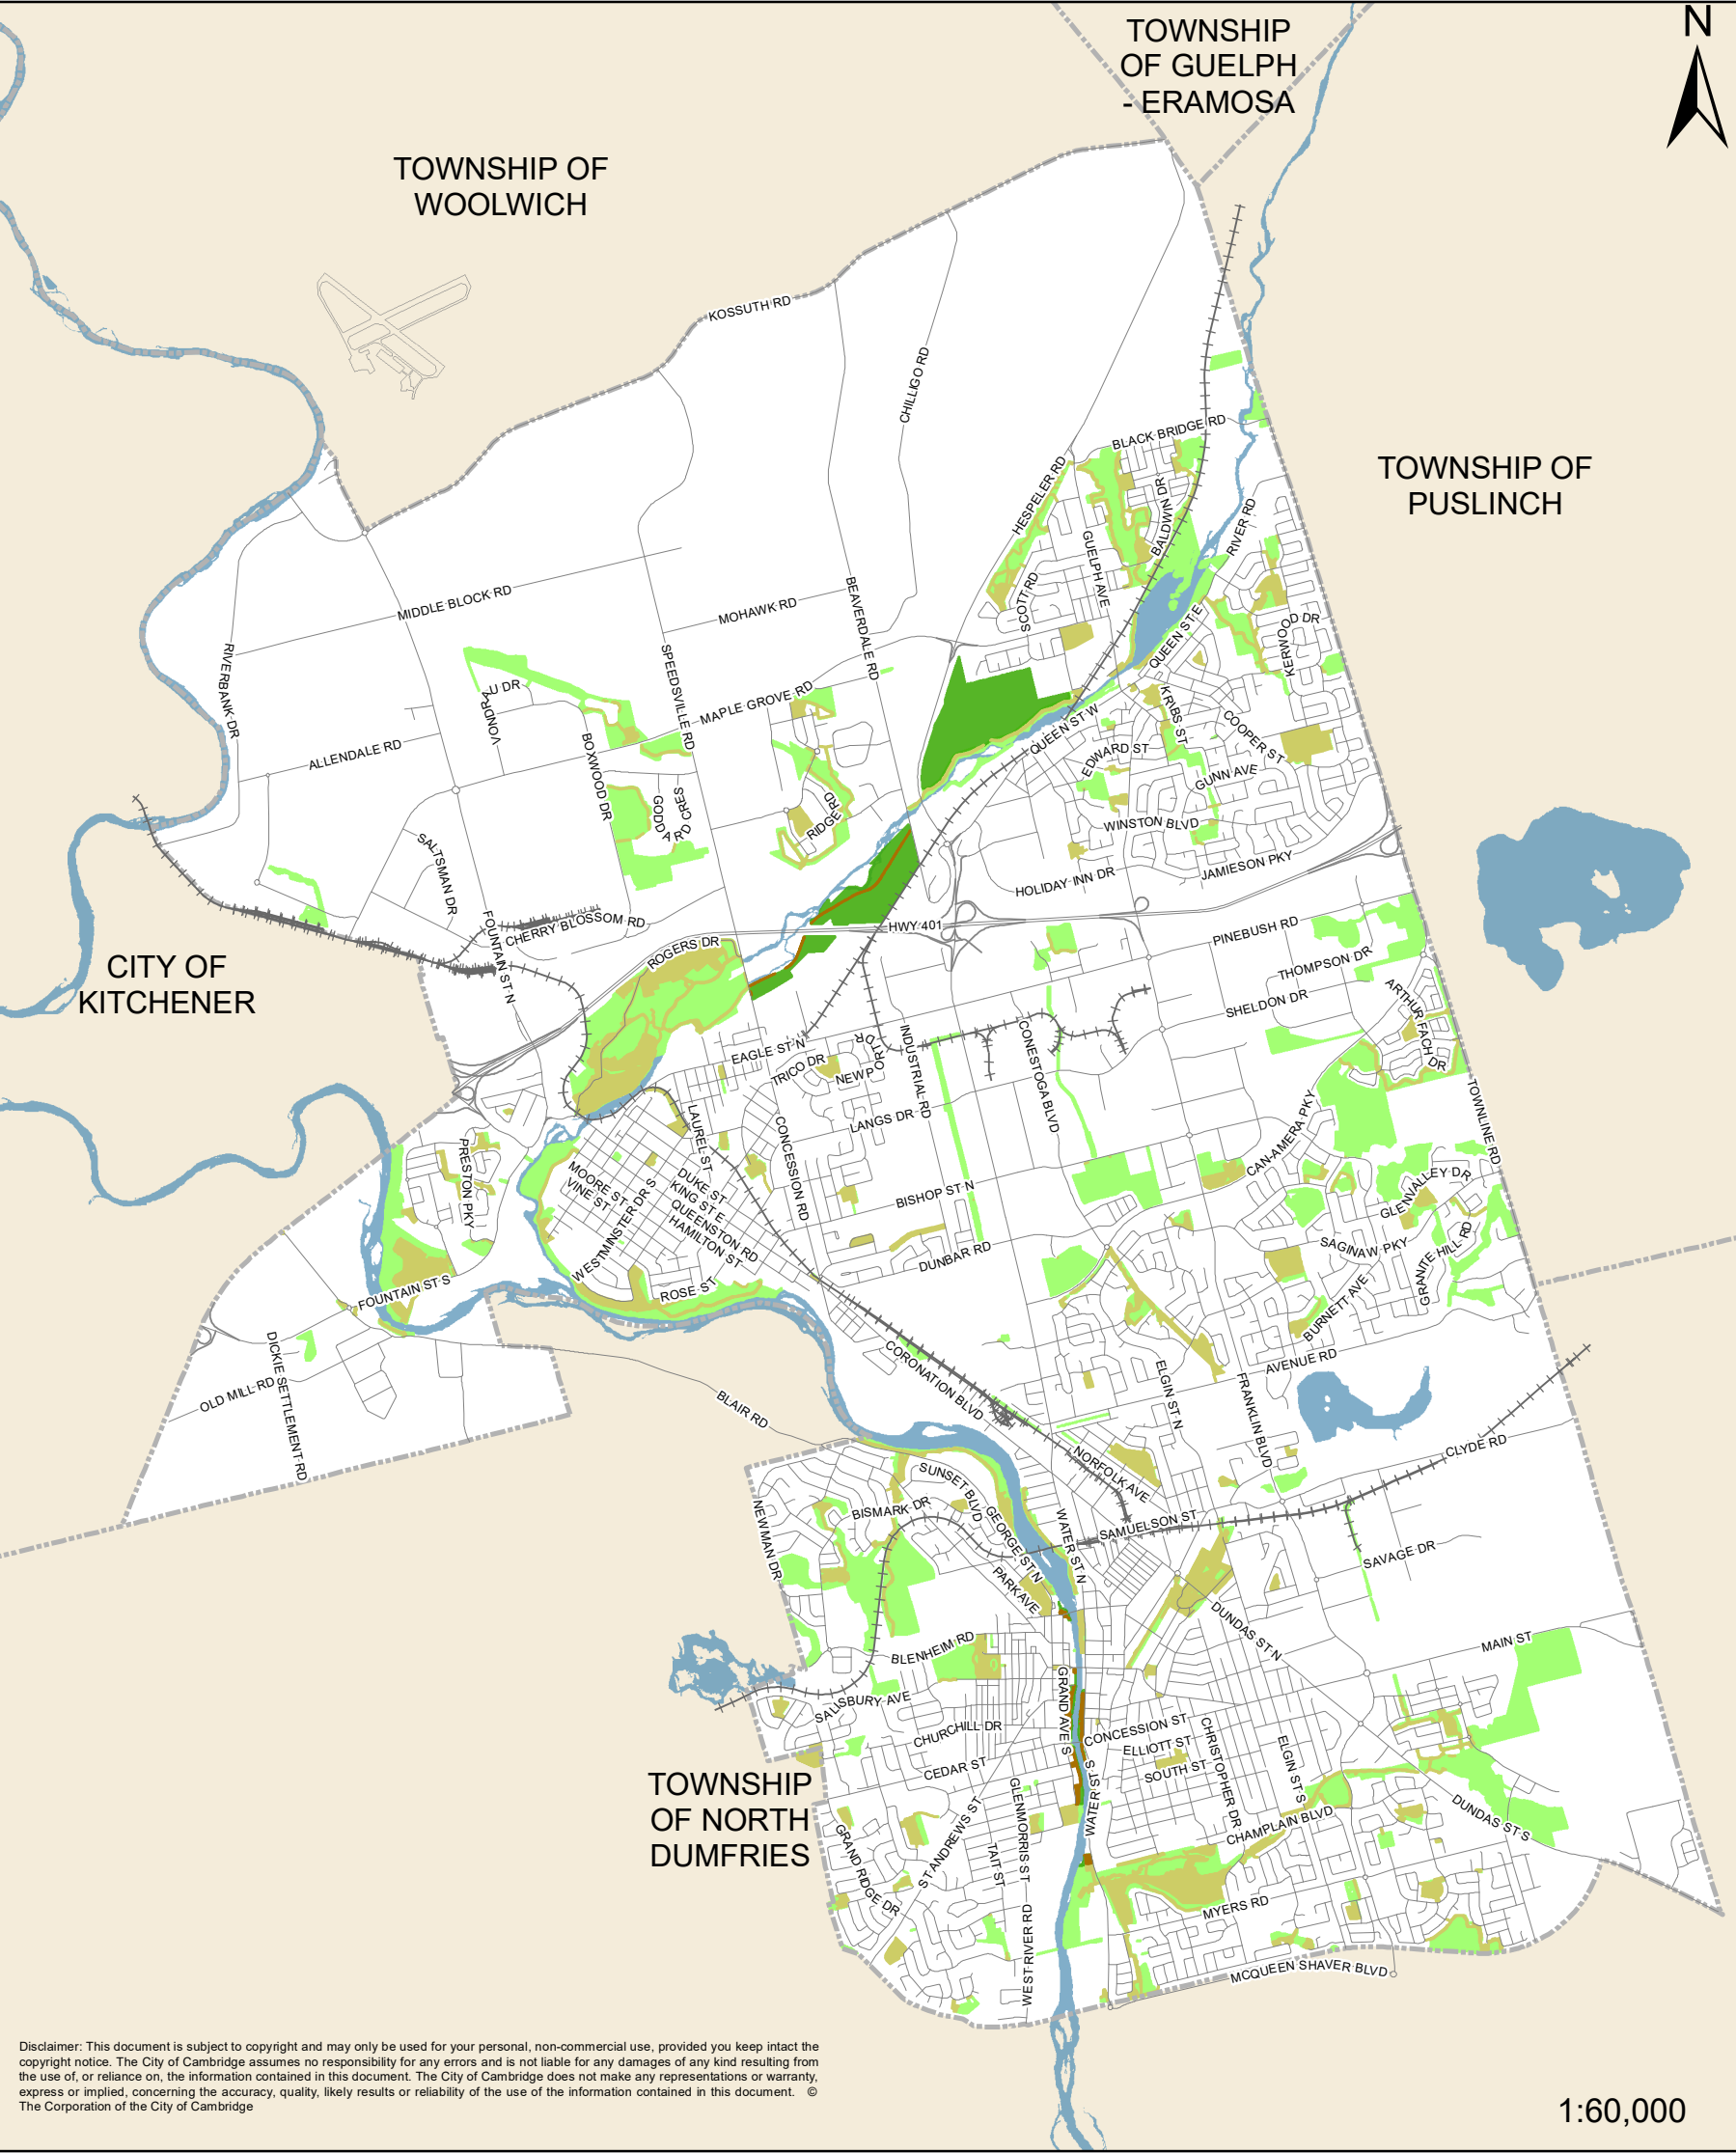 TOWNSHIP
OF GUELPH
- ERAMOSA
N
TOWNSHIP OF
WOOLWICH
KOSSUTH RD
CHILLIGO RD
BLACK BRIDGE RD
HESPELER RD
BALDWIN DR
TOWNSHIP OF
PUSLINCH
RIVER RD
GUELPH AVE
SCOTT RD
MIDDLE BLOCK RD
MOHAWK RD
BEAVERDALE RD
QUEEN ST E
KERWOOD DR
RIVERBANK DR
SPEEDSVILLE RD
VONDRAU DR
MAPLE GROVE RD
ALLENDALE RD
BOXWOOD DR
QUEEN ST W
KRIBS ST
COOPER ST
EDWARD ST
GUNN AVE
GODDARD CRES
RIDGE RD
WINSTON BLVD
SALTSMAN DR
HOLIDAY INN DR
JAMIESON PKY
FOUNTAIN ST N
CHERRY BLOSSOM RD
HWY 401
PINEBUSH RD
ROGERS DR
CITY OF
KITCHENER
THOMPSON DR
SHELDON DR
ARTHUR FACH DR
EAGLE ST N
TRICO DR
NEWPORT DR
INDUSTRIAL RD
CONESTOGA BLVD
LANGS DR
TOWNLINE RD
LAUREL ST
CONCESSION RD
CAN-AMERA PKY
PRESTON PKY
MOORE ST
VINE ST
DUKE ST
KING ST E
QUEENSTON RD
HAMILTON ST
WESTMINSTER DR S
BISHOP ST N
GLENVALLEY DR
DUNBAR RD
SAGINAW PKY
GRANITE HILL RD
FOUNTAIN ST S
ROSE ST
BURNETT AVE
DICKIE SETTLEMENT RD
OLD MILL RD
CORONATION BLVD
AVENUE RD
ELGIN ST N
FRANKLIN BLVD
BLAIR RD
NORFOLK AVE
CLYDE RD
SUNSET BLVD
BISMARK DR
NEWMAN DR
GEORGE ST N
WATER ST N
SAMUELSON ST
SAVAGE DR
PARK AVE
DUNDAS ST N
BLENHEIM RD
MAIN ST
GRAND AVE S
SALISBURY AVE
CHURCHILL DR
CONCESSION ST
ELLIOTT ST
CHRISTOPHER DR
ELGIN ST S
CEDAR ST
SOUTH ST
WATER ST S
TOWNSHIP
OF NORTH
DUMFRIES
GLENMORRIS ST
ST ANDREWS ST
TAIT ST
GRAND RIDGE DR
CHAMPLAIN BLVD
DUNDAS ST S
MYERS RD
WEST RIVER RD
MCQUEEN SHAVER BLVD
Disclaimer: This document is subject to copyright and may only be used for your personal, non-commercial use, provided you keep intact the
copyright notice. The City of Cambridge assumes no responsibility for any errors and is not liable for any damages of any kind resulting from
the use of, or reliance on, the information contained in this document. The City of Cambridge does not make any representations or warranty,
express or implied, concerning the accuracy, quality, likely results or reliability of the use of the information contained in this document. ©
The Corporation of the City of Cambridge
1:60,000